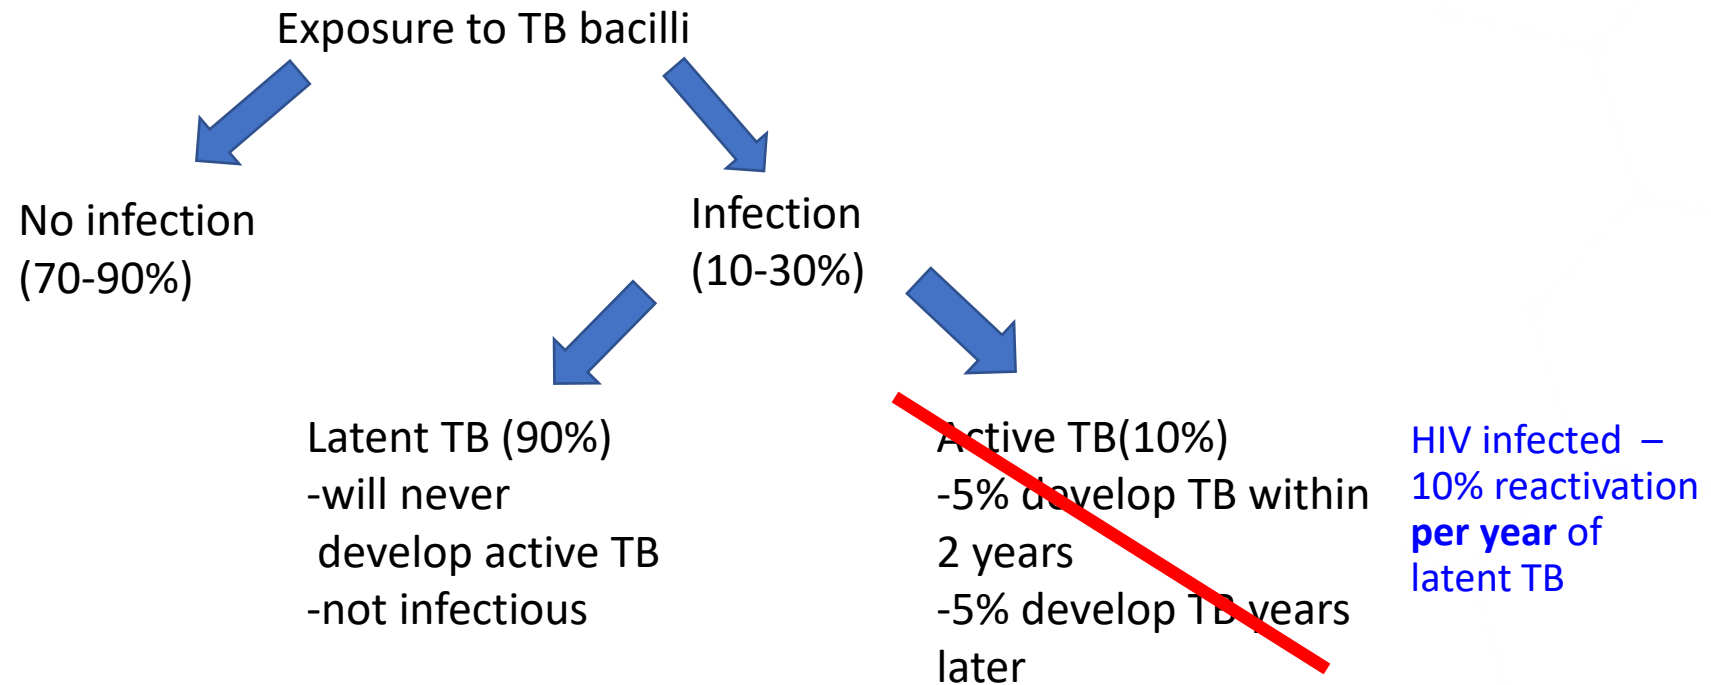 Exposure to TB bacilli
No infection
(70-90%)
Infection
(10-30%)
Latent TB (90%)
-will never
develop active TB
-not infectious
Active TB(10%)
-5% develop TB within
2 years
-5% develop TB years
later
HIV infected –
10% reactivation
per year of
latent TB